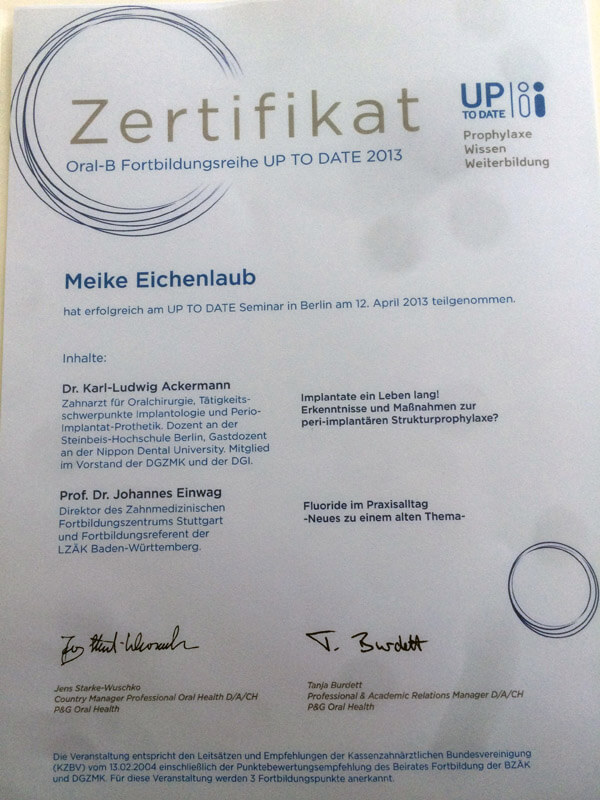 Zertifikat
Oral-B Fortbildungsreihe UP TO DATE 2013
UP
TO DATE
Prophylaxe
Wissen
Weiterbildung
Meike Eichenlaub
hat erfolgreich am UP TO DATE Seminar in Berlin am 12. April 2013 teilgenommen.
Inhalte:
Dr. Karl-Ludwig Ackermann
Zahnarzt für Oralchirurgie, Tätigkeits-
schwerpunkte Implantologie und Perio-
Implantat-Prothetik. Dozent an der
Steinbeis-Hochschule Berlin, Gastdozent
an der Nippon Dental University. Mitglied
im Vorstand der DGZMK und der DGI.
Implantate ein Leben lang!
Erkenntnisse und Maßnahmen zur
peri-implantären Strukturprophylaxe?
Prof. Dr. Johannes Einwag
Direktor des Zahnmedizinischen
Fortbildungszentrums Stuttgart
und Fortbildungsreferent der
LZÄK Baden-Württemberg.
Fluoride im Praxisalltag
-Neues zu einem alten Thema-
T. Burdett
Jens Starke-Wuschko
Country Manager Professional Oral Health D/A/CH
P&G Oral Health
Tanja Burdett
Professional & Academic Relations Manager D/A/CH
P&G Oral Health
Die Veranstaltung entspricht den Leitsätzen und Empfehlungen der Kassenzahnärztlichen Bundesvereinigung
(KZBV) vom 13.02.2004 einschließlich der Punktebewertungsempfehlung des Beirates Fortbildung der BZÄK
und DGZMK. Für diese Veranstaltung werden 3 Fortbildungspunkte anerkannt.